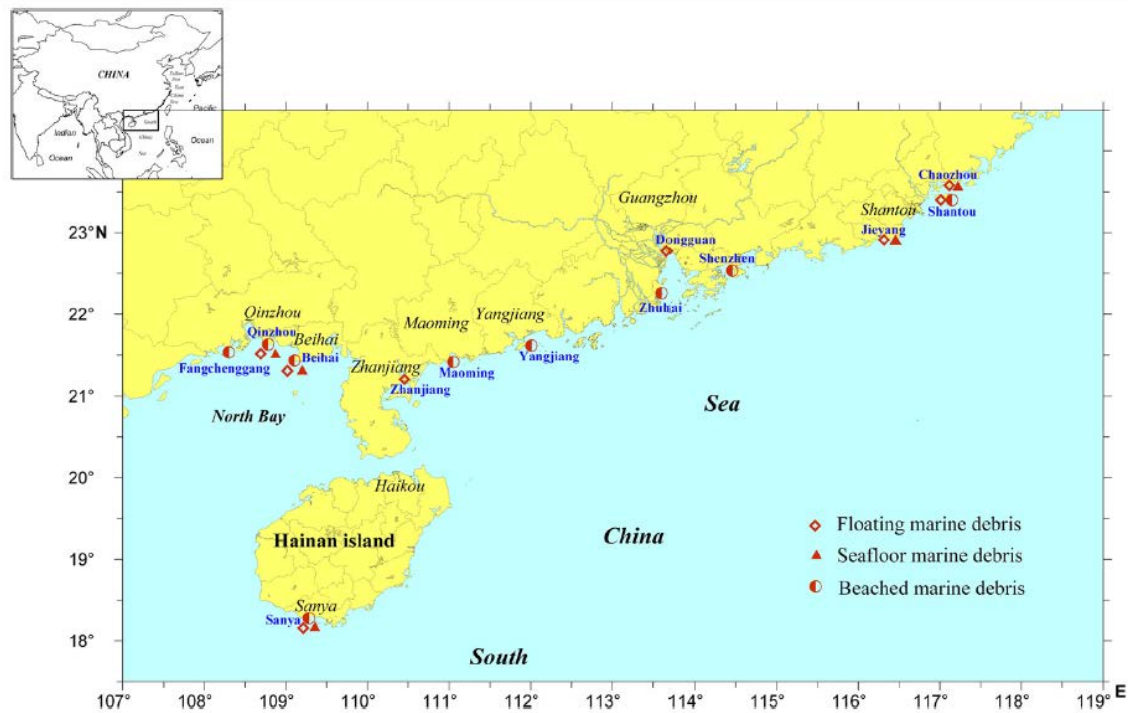 CHINA
Pacific
Ocean
Indian
Ocean
Chaozhou
Guangzhou
Shantou
Shantou
Jieyang
23°N
Dongguan
Shenzhen
22°
Zhuhai
Qinzhou
Yangjiang
Maoming
Qinzhou
Beihai
Beihai
Yangjiang
Fangchenggang
Zhanjiang
Maoming
Zhanjiang
21°
North Bay
Sea
20°
Haikou
Floating marine debris
Hainan island
China
Seafloor marine debris
19°
Beached marine debris
Sanya
Sanya
18°
South
107° 108° 109° 110° 111° 112° 113° 114° 115° 116° 117° 118° 119° E